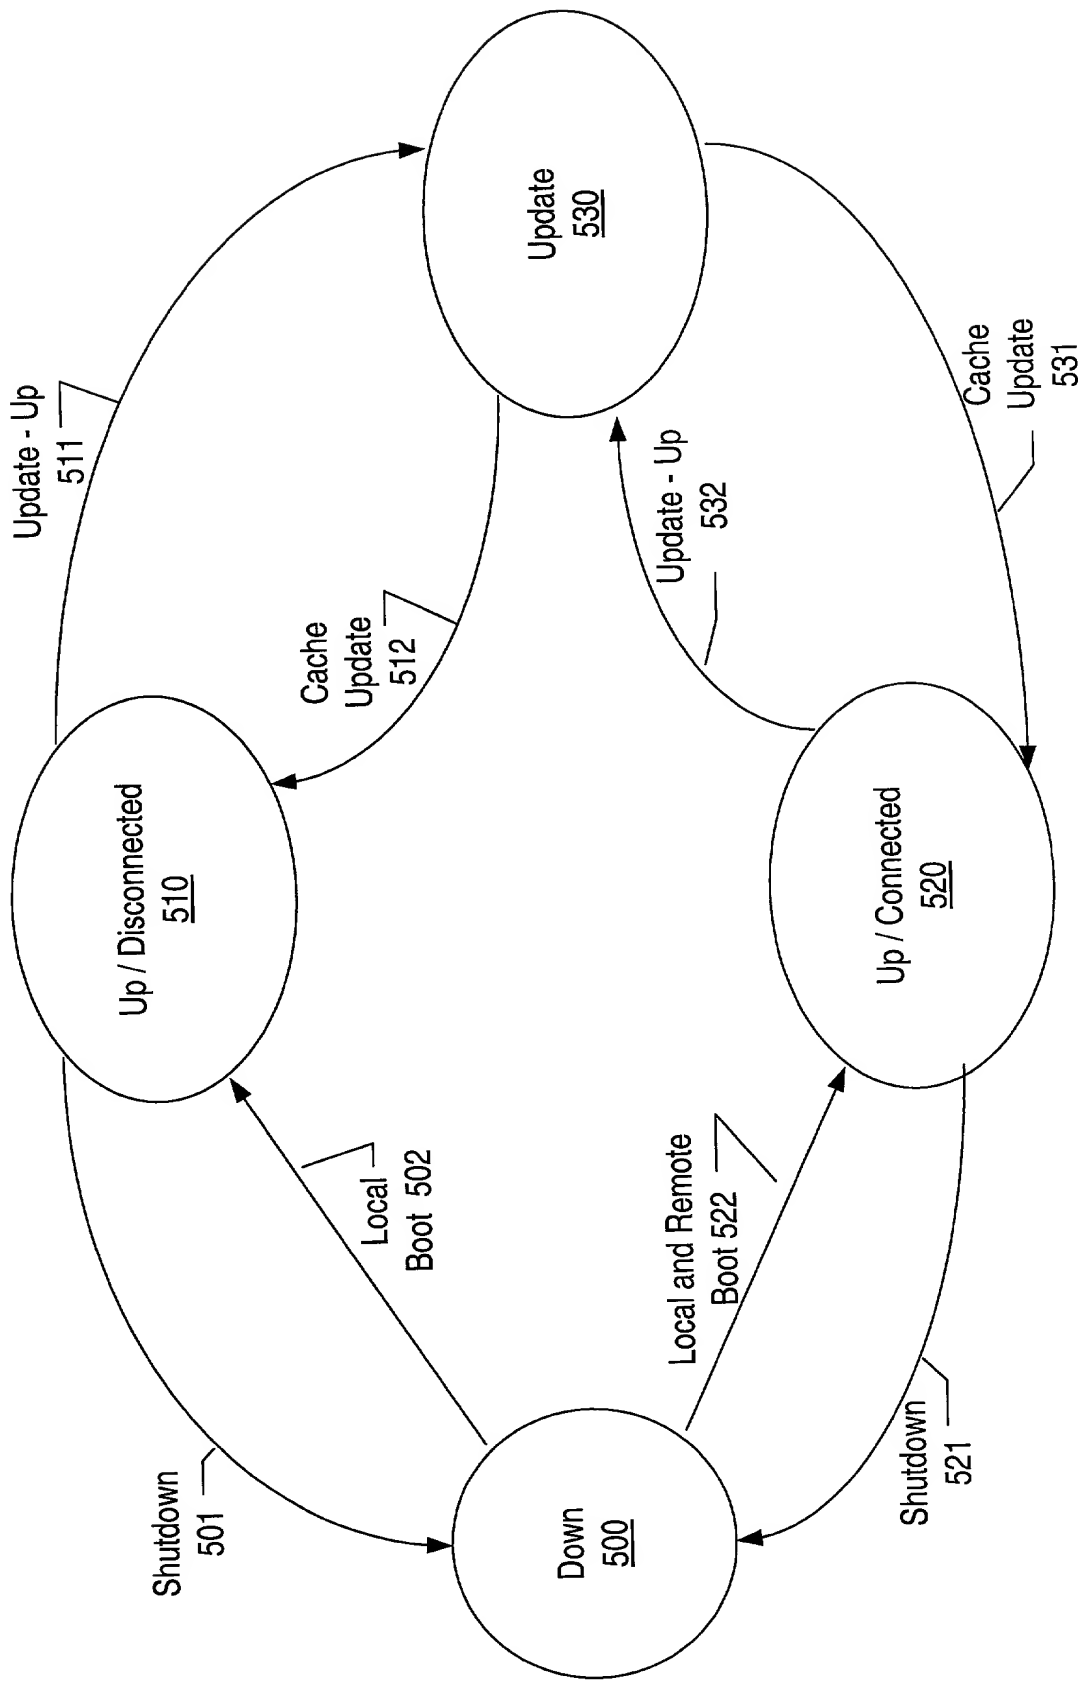 Update - Up
511
Up / Disconnected
510
Shutdown
501
Cache
Update
512
Local
Boot 502
Update
530
Down
500
Update - Up
532
Local and Remote
Boot 522
Up / Connected
520
Shutdown
521
Cache
Update
531